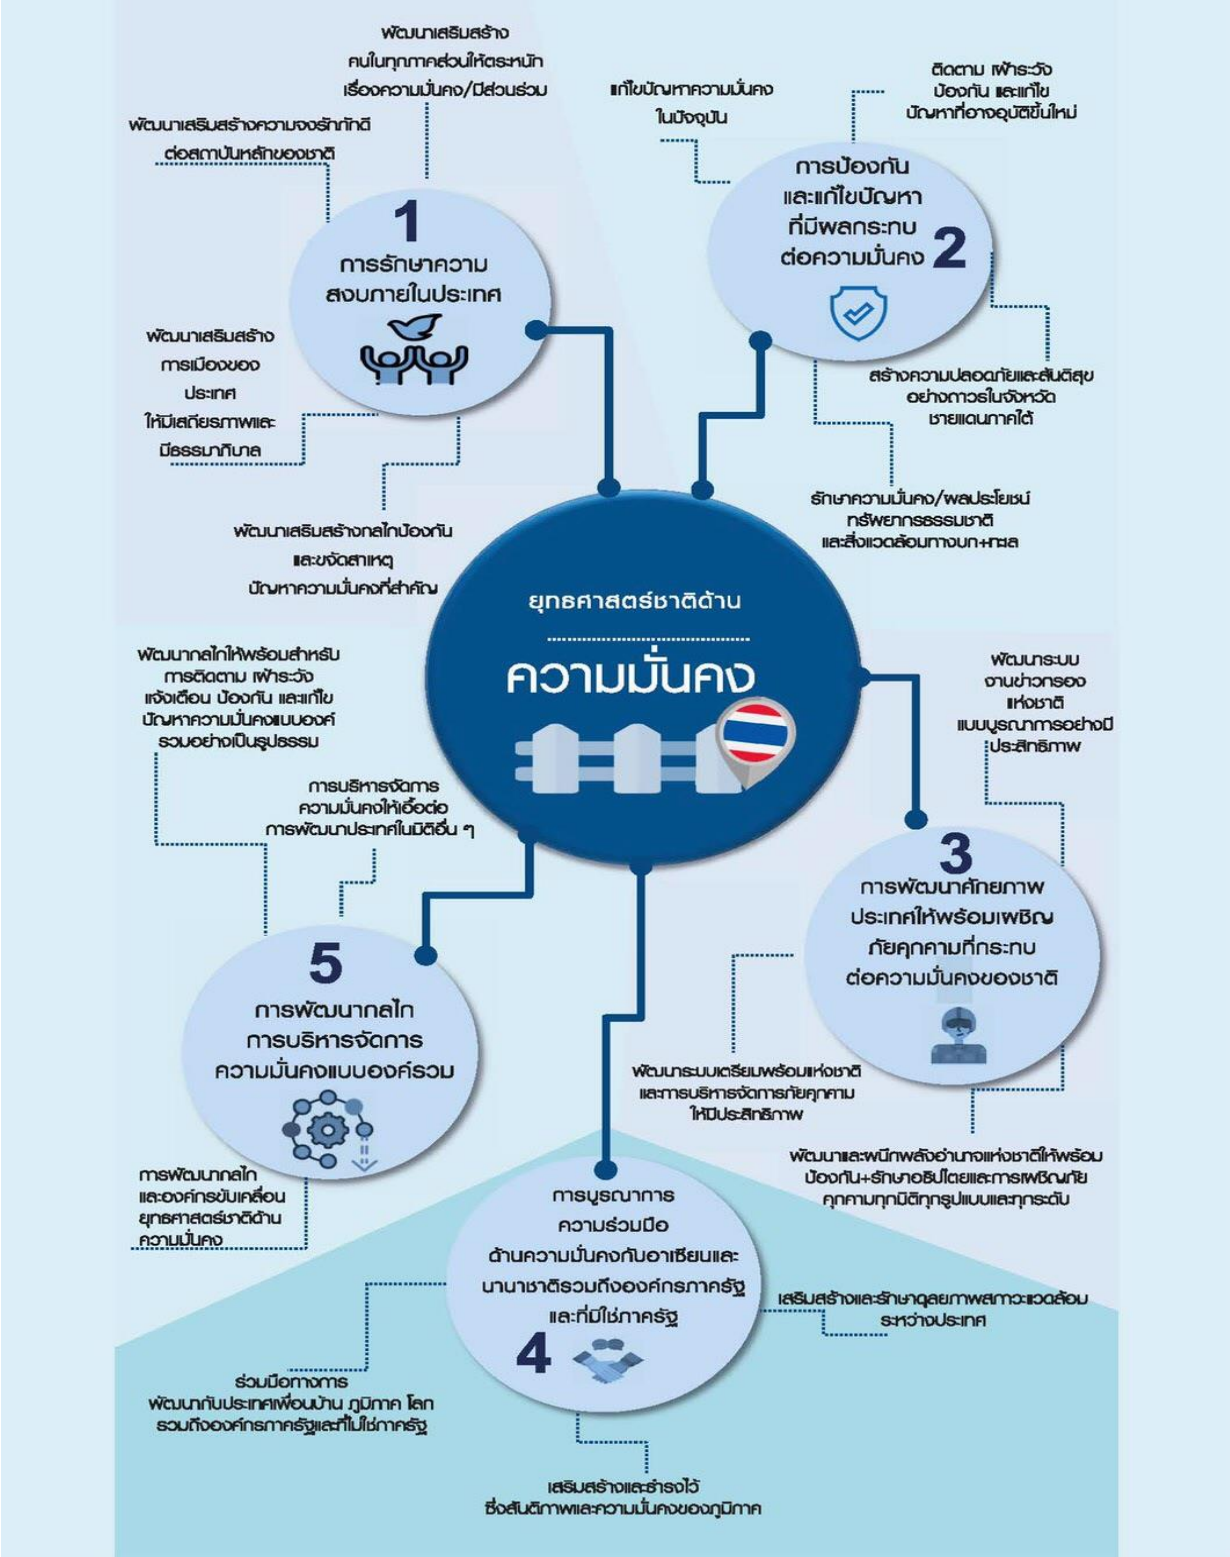 พัฒนาเสริมสร้าง
คนในทุกภาคส่วนให้ตระหนัก
เรื่องความมั่นคง/มีส่วนร่วม
พัฒนาเสริมสร้างความจงรักภักดี
ต่อสถาบันหลักของชาติ
1
การรักษาความ
สงบภายในประเทศ
พัฒนาเสริมสร้าง
การเมืองของ
ประเทศ
ให้มีเสถียรภาพและ
มีธรรมาภิบาล
พัฒนาเสริมสร้างกลไกป้องกัน
และขจัดสาเหตุ
ปัญหาความมั่นคงที่สำคัญ
แก้ไขปัญหาความมั่นคง
ในปัจจุบัน
ติดตาม เฝ้าระวัง
ป้องกัน และแก้ไข
ปัญหาที่อาจอุบัติขึ้นใหม่
การป้องกัน
และแก้ไขปัญหา
ที่มีผลกระทบ
ต่อความมั่นคง 2
สร้างความปลอดภัยและสันติสุข
อย่างถาวรในจังหวัด
ชายแดนภาคใต้
รักษาความมั่นคง/ผลประโยชน์
ทรัพยากรธรรมชาติ
และสิ่งแวดล้อมทางบก+ทะล
ยุทธศาสตร์ชาติด้าน
ความมั่นคง
พัฒนาระบบ
งานข่าวกรอง
แห่งชาติ
แบบบูรณาการอย่างมี
ประสิทธิภาพ
3
การพัฒนาศักยภาพ
ประเทศให้พร้อมเผชิญ
ภัยคุกคามที่กระทบ
ต่อความมั่นคงของชาติ
พัฒนาระบบเตรียมพร้อมแห่งชาติ
และการบริหารจัดการภัยคุกคาม
ให้มีประสิทธิภาพ
พัฒนาและผนึกพลังอำนาจแห่งชาติให้พร้อม
ป้องกัน+รักษาอธิปไตยและการเผชิญภัย
คุกคามทุกมิติทุกรูปแบบและทุกระดับ
พัฒนากลไกให้พร้อมสำหรับ
การติดตาม เฝ้าระวัง
แจ้งเตือน ป้องกัน และแก้ไข
ปัญหาความมั่นคงแบบองค์
รวมอย่างเป็นรูปธรรม
การบริหารจัดการ
ความมั่นคงให้เอื้อต่อ
การพัฒนาประเทศในมิติอื่น ๆ
5
การพัฒนากลไก
การบริหารจัดการ
ความมั่นคงแบบองค์รวม
การพัฒนากลไก
และองค์กรขับเคลื่อน
ยุทธศาสตร์ชาติด้าน
ความมั่นคง
การบูรณาการ
ความร่วมมือ
ด้านความมั่นคงกับอาเซียนและ
นานาชาติรวมถึงองค์กรภาครัฐ
และที่มิใช่ภาครัฐ
4
เสริมสร้างและรักษาดุลยภาพสภาวะแวดล้อม
ระหว่างประเทศ
ร่วมมือทางการ
พัฒนากับประเทศเพื่อนบ้าน ภูมิภาค โลก
รวมถึงองค์กรภาครัฐและที่ไม่ใช่ภาครัฐ
เสริมสร้างและธำรงไว้
ซึ่งสันติภาพและความมั่นคงของภูมิภาค